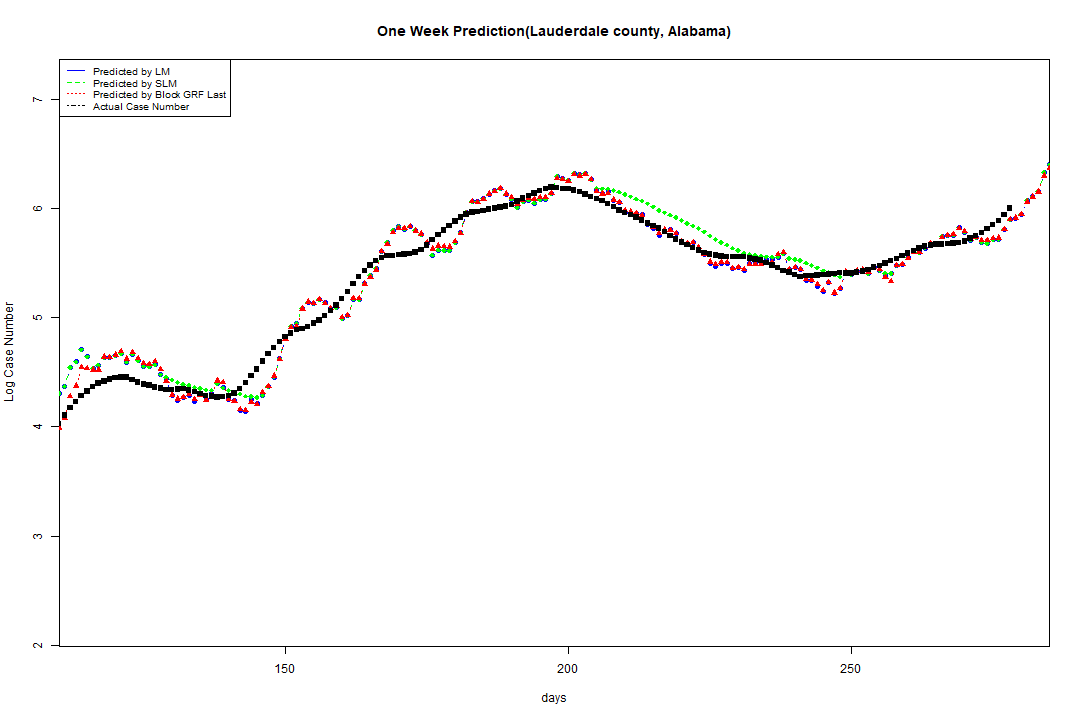 One Week Prediction(Lauderdale county, Alabama)
Predicted by LM
Predicted by SLM
Predicted by Block GRF Last
Actual Case Number
7
6
5
4
3
2
Log Case Number
150 200 250
days